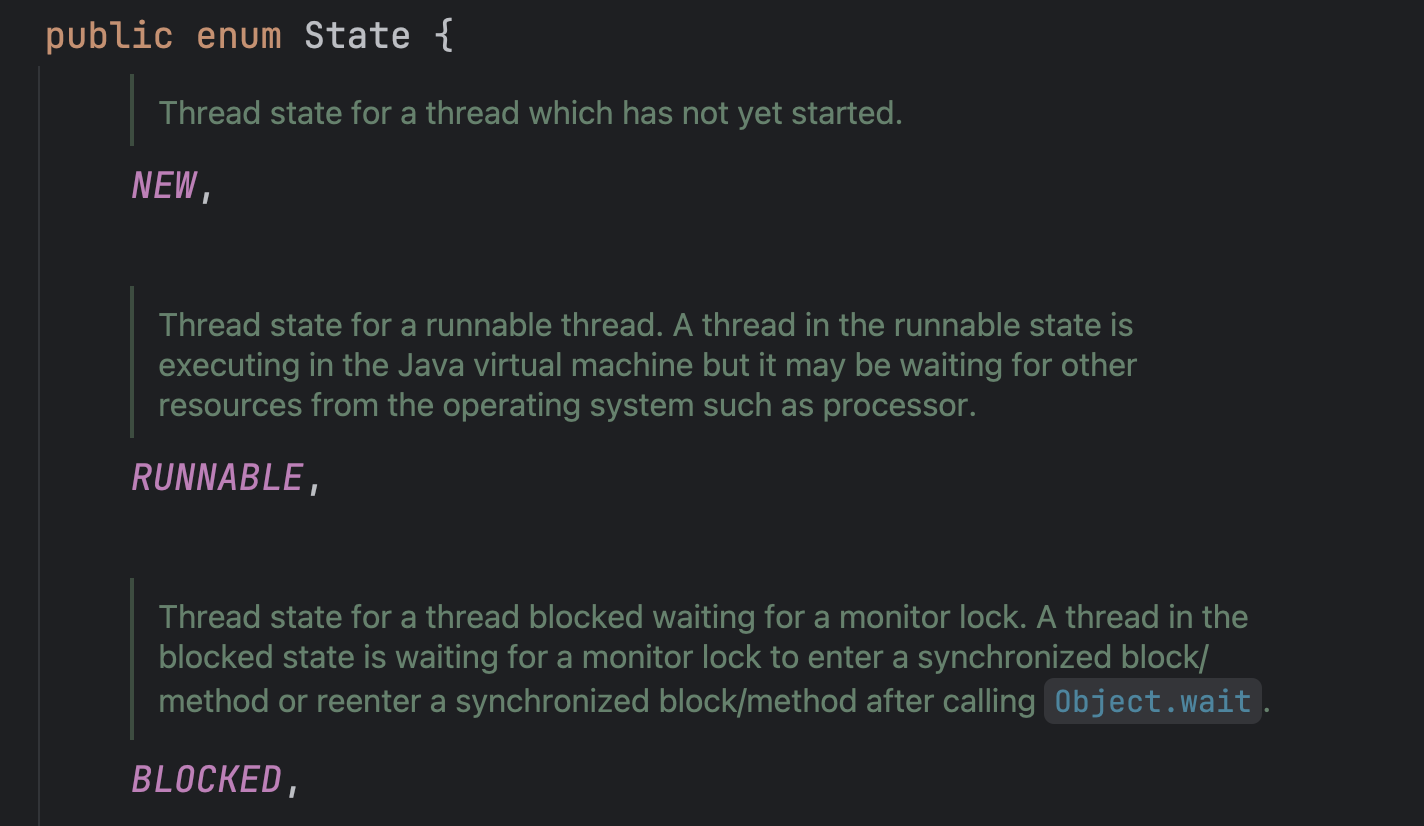 public enum State {
Thread state for a thread which has not yet started.
NEW,
Thread state for a runnable thread. A thread in the runnable state is
executing in the Java virtual machine but it may be waiting for other
resources from the operating system such as processor.
RUNNABLE,
Thread state for a thread blocked waiting for a monitor lock. A thread in the
blocked state is waiting for a monitor lock to enter a synchronized block/
method or reenter a synchronized block/method after calling Object.wait.
BLOCKED,